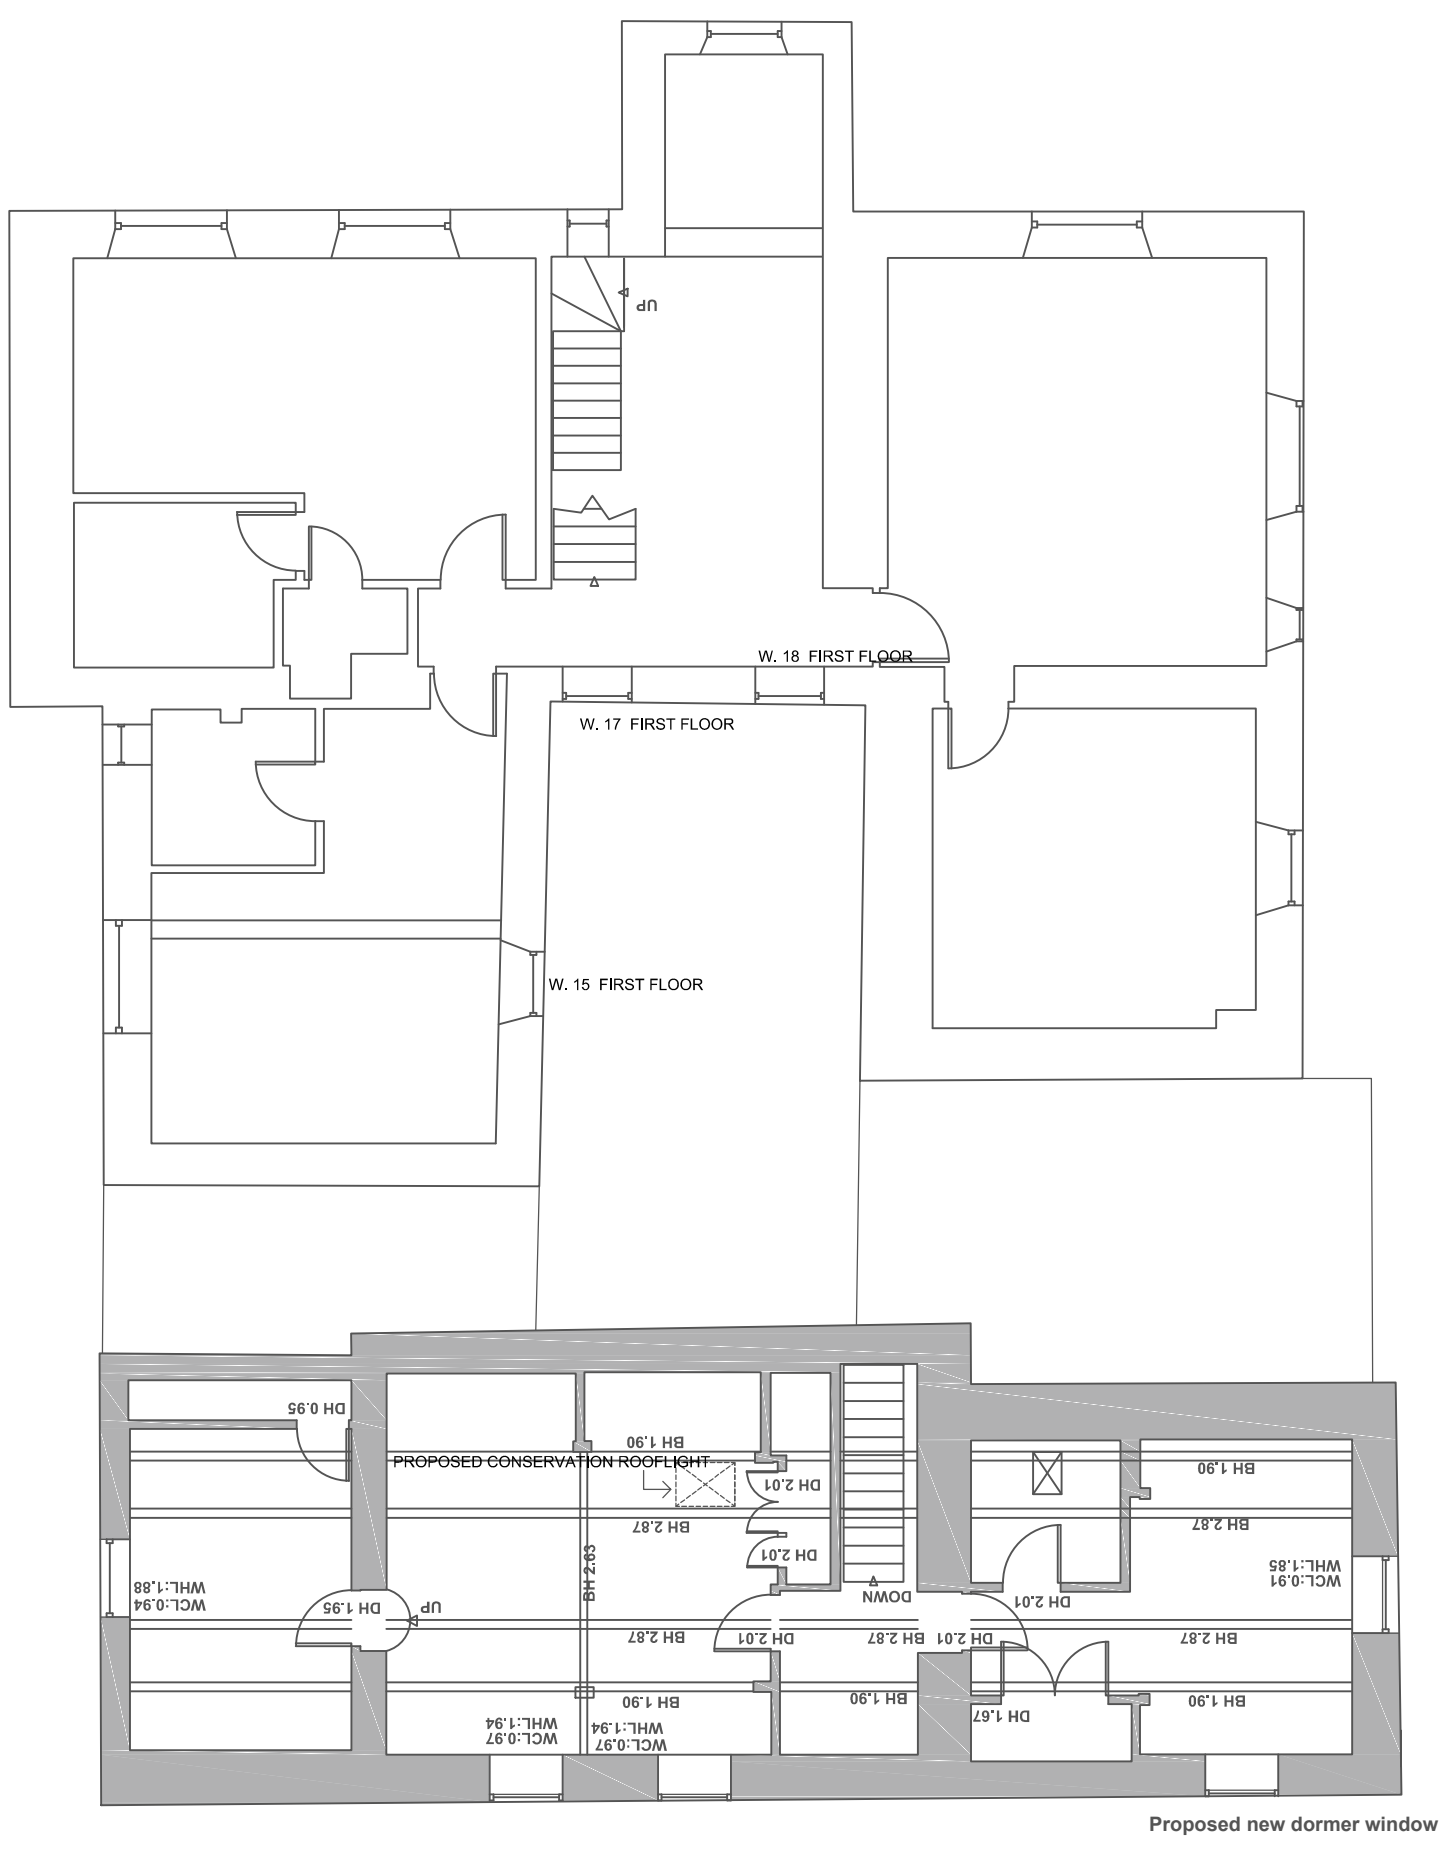 UP
W. 18 FIRST FLOOR
W. 17 FIRST FLOOR
W. 15 FIRST FLOOR
DH 0.95
BH 1.90
PROPOSED CONSERVATION ROOFLIGHT
BH 1.90
DH 2.01
BH 2.87
BH 2.87
DH 2.01
BH 2.63
WCL:0.94
WHL:1.88
WCL:0.91
WHL:1.85
DOWN
DH 2.01
DH 1.95
UP
BH 2.87
DH 2.01
BH 2.87
DH 2.01
BH 2.87
BH 1.90
BH 1.90
BH 1.90
DH 1.67
WCL:0.97
WHL:1.94
WCL:0.97
WHL:1.94
Proposed new dormer window